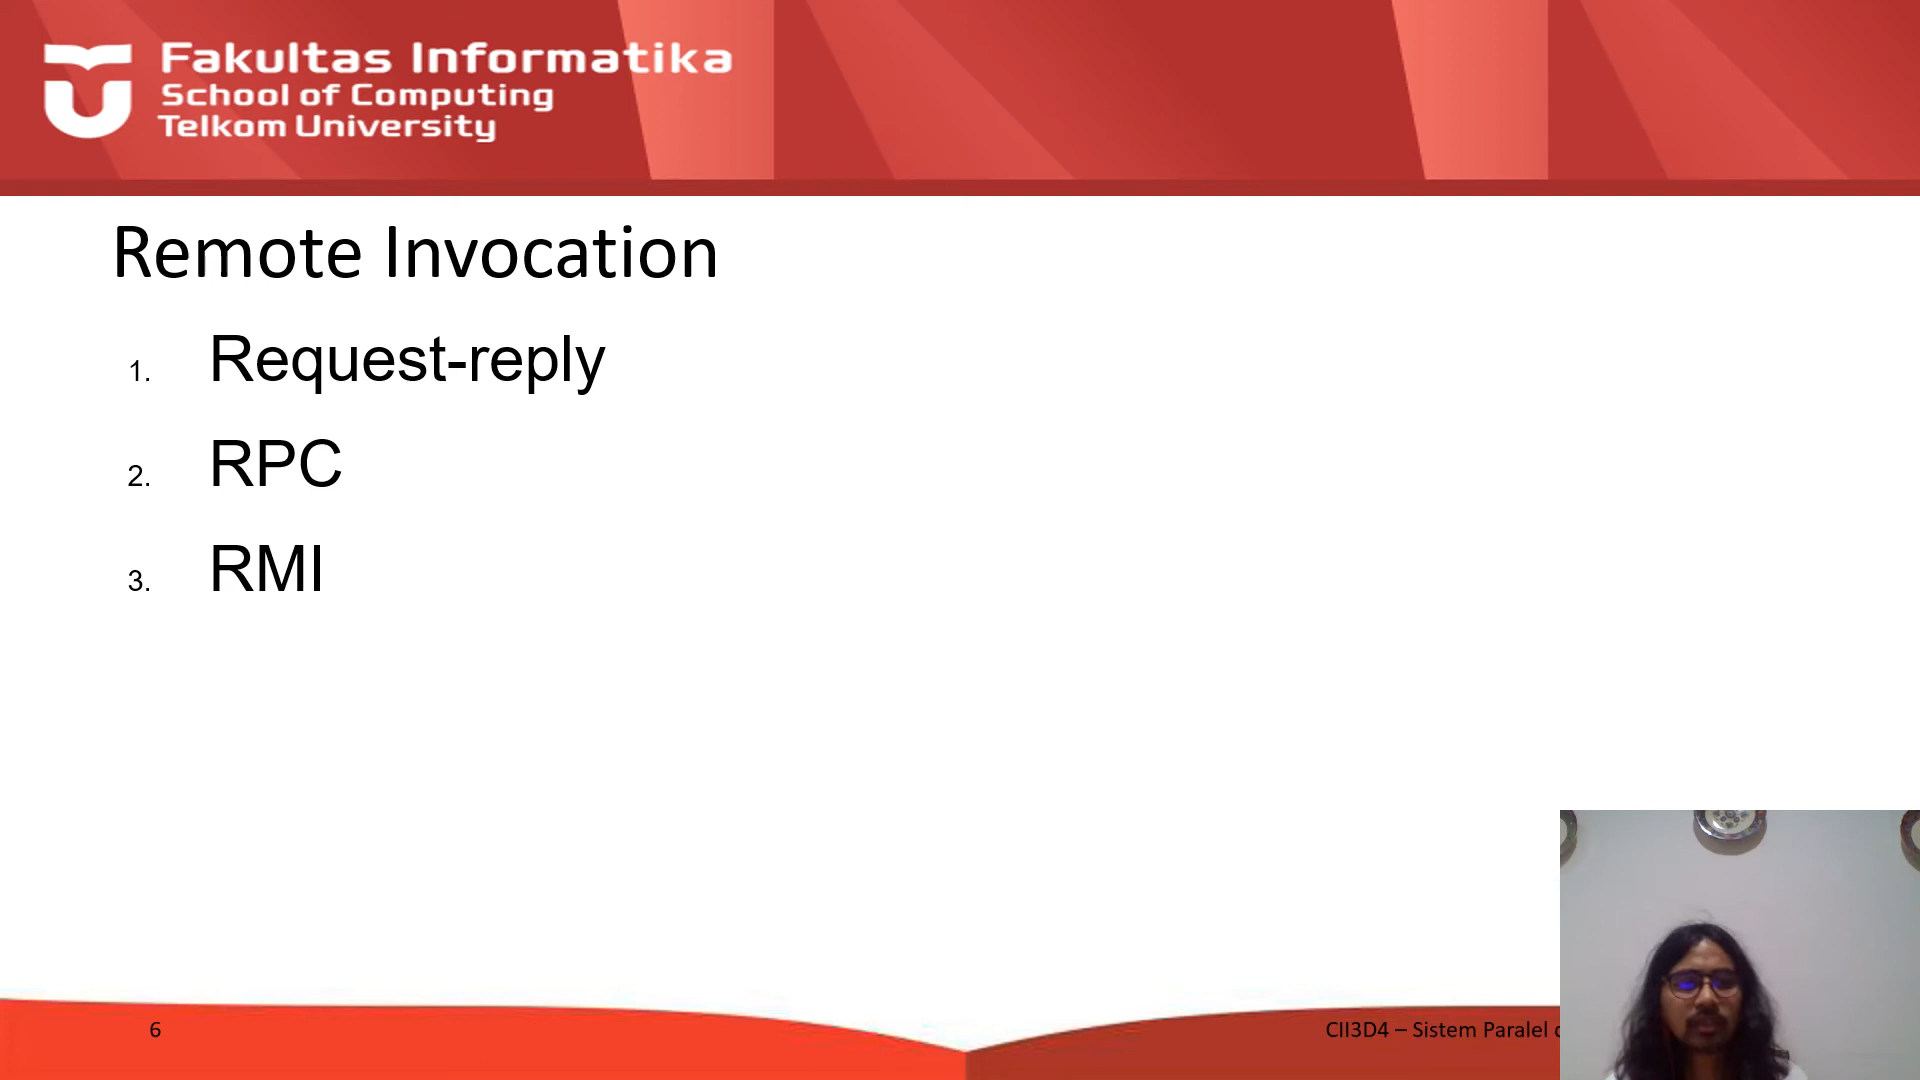 Fakultas Informatika
School of Computing
Telkom University
Remote Invocation
1. Request-reply
2. RPC
3. RMI
6
CII3D4 – Sistem Paralel